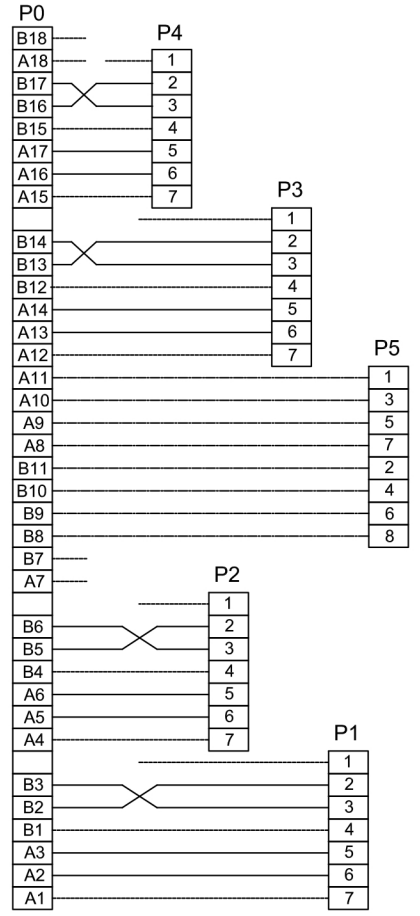 P0
B18 P4
A18 1
B17 2
B16 3
B15 4
A17 5
A16 6
A15 7
P3
1
B14 2
B13 3
B12 4
A14 5
A13 6
A12 7
P5
A11 1
A10 3
A9 5
A8 7
B11 2
B10 4
B9 6
B8 8
B7
A7 P2
1
B6 2
B5 3
B4 4
A6 5
A5 6
A4 7
P1
1
B3 2
B2 3
B1 4
A3 5
A2 6
A1 7